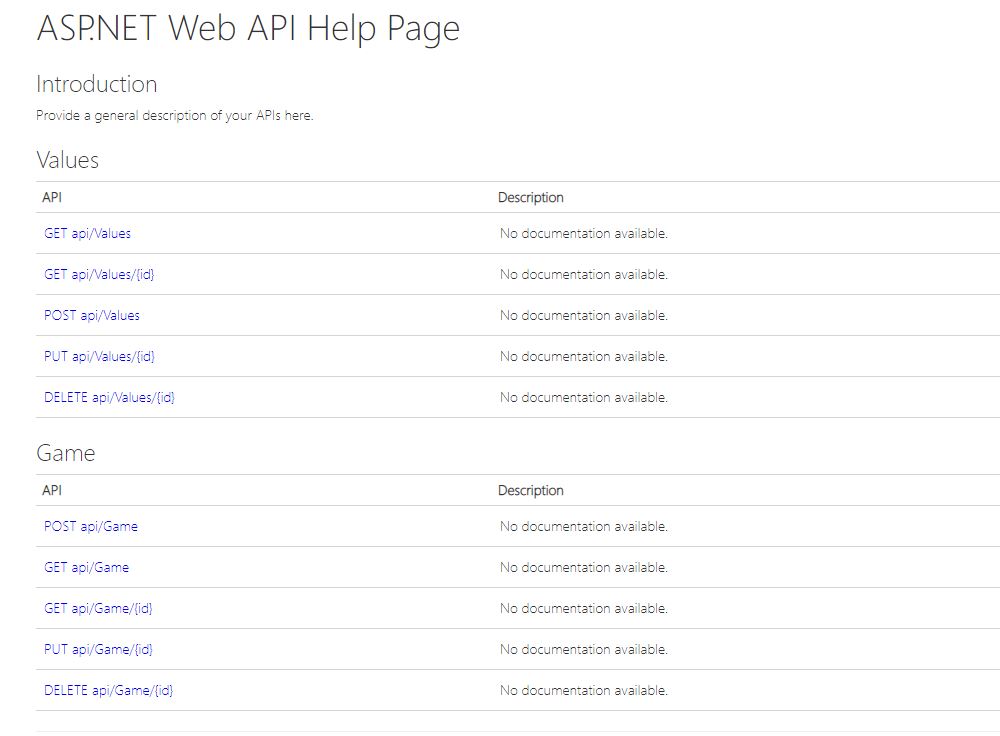 ASP.NET Web API Help Page
Introduction
Provide a general description of your APIs here.
Values
API Description
GET api/Values No documentation available.
GET api/Values/{id} No documentation available.
POST api/Values No documentation available.
PUT api/Values/{id} No documentation available.
DELETE api/Values/{id} No documentation available.
Game
API Description
POST api/Game No documentation available.
GET api/Game No documentation available.
GET api/Game/{id} No documentation available.
PUT api/Game/{id} No documentation available.
DELETE api/Game/{id} No documentation available.